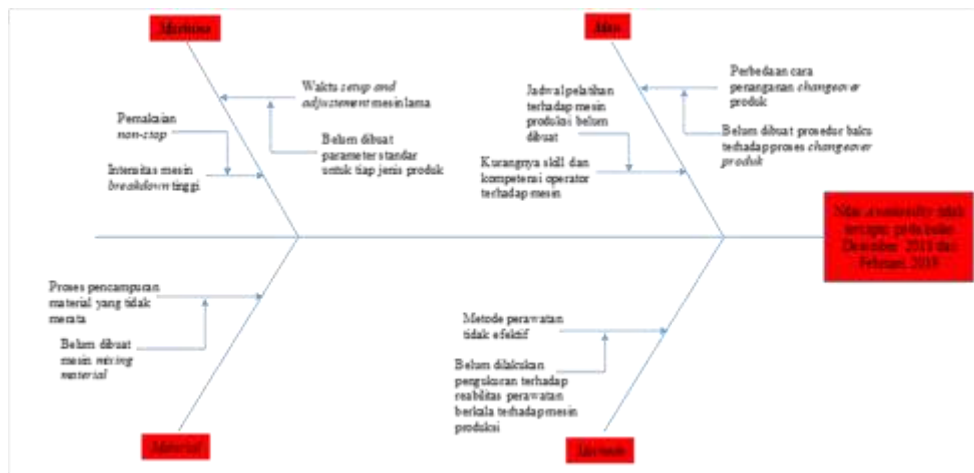 Machine
Man
Waktu setup and
adjustement mesin lama
Pemakaian
non-stop
Belum dibuat
parameter standar
untuk tiap jenis produk
Intensitas mesin
breakdown tinggi
Perbedaan cara
penanganan changeover
produk
Jadwal pelatihan
terhadap mesin
produksi belum
dibuat
Belum dibuat prosedur baku
terhadap proses changeover
produk
Kurangnya skill dan
kompetensi operator
terhadap mesin
Nilai availability tidak
tercapai pada bulan
Desember 2018 dan
Februari 2019
Proses pencampuran
material yang tidak
merata
Belum dibuat
mesin mixing
material
Metode perawatan
tidak efektif
Belum dilakukan
pengukuran terhadap
reabilitas perawatan
berkala terhadap mesin
produksi
Material